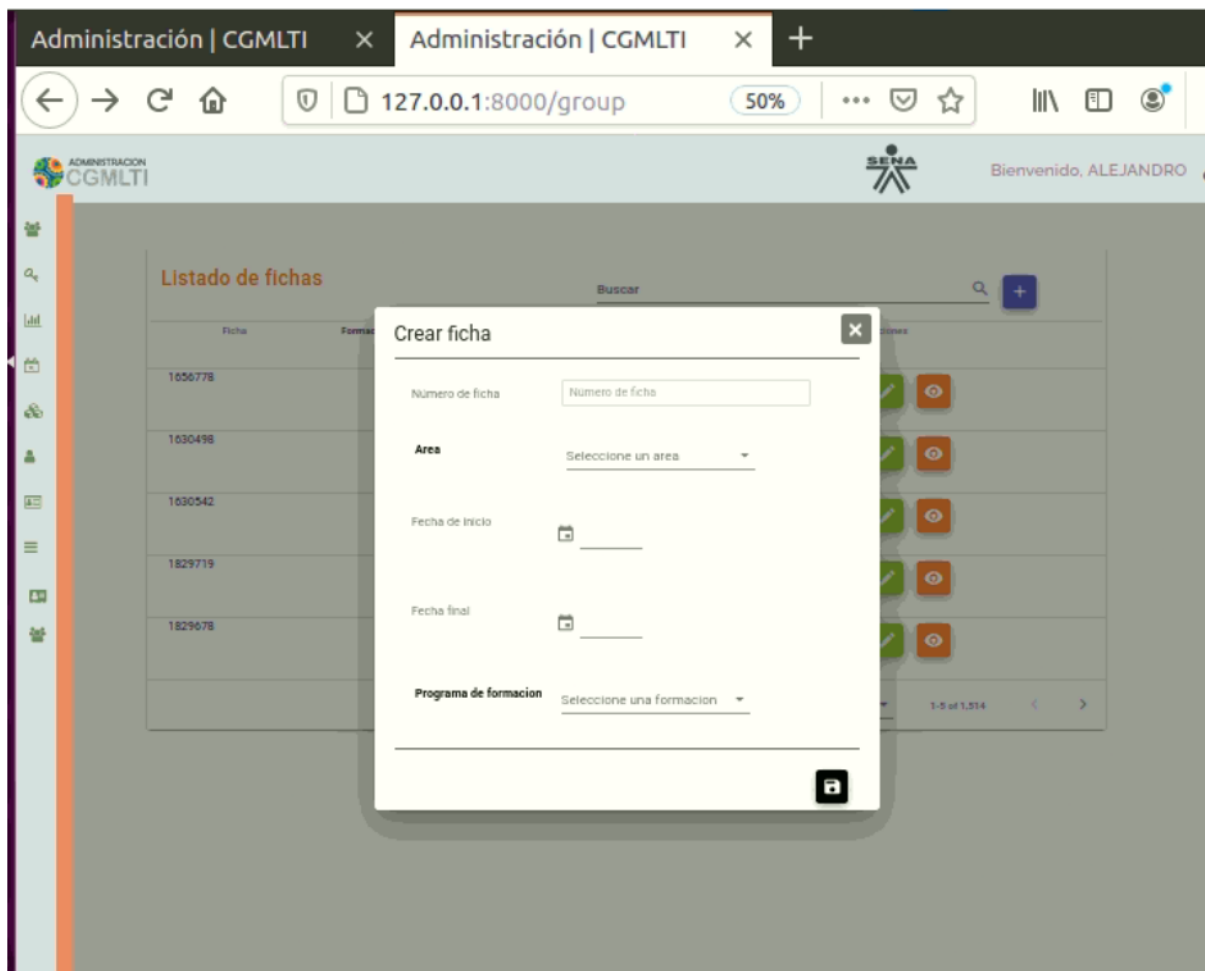 Administración | CGMLTI
Administración | CGMLTI
127.0.0.1:8000/group 50%
ADMINISTRACION
CGMLTI
SENA
Bienvenido, ALEJANDRO
Listado de fichas
Buscar
Ficha
Crear ficha
1656778
Número de ficha
Número de ficha
1630498
Area
Seleccione un area
1630542
Fecha de inicio
1829719
Fecha final
1829678
Programa de formacion
Seleccione una formacion
1-5 of 1,514